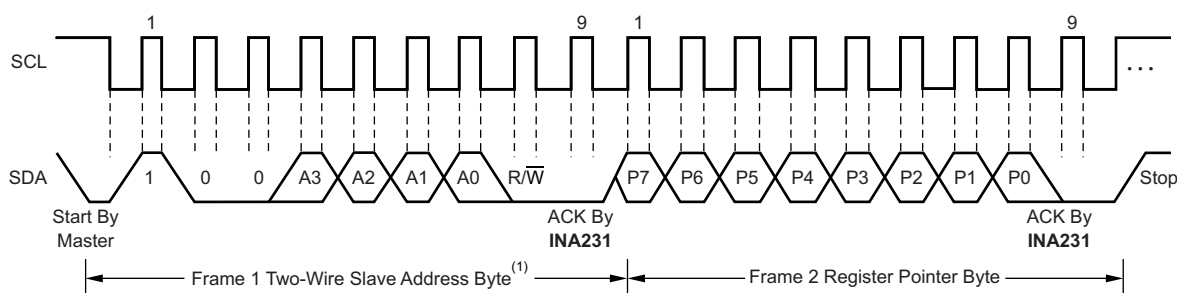 1 9 1 9
SCL ...
SDA 1 0 0 A3 A2 A1 A0 R/W̅ P7 P6 P5 P4 P3 P2 P1 P0 Stop
Start By
Master
ACK By
INA231
ACK By
INA231
Frame 1 Two-Wire Slave Address Byte(1) Frame 2 Register Pointer Byte